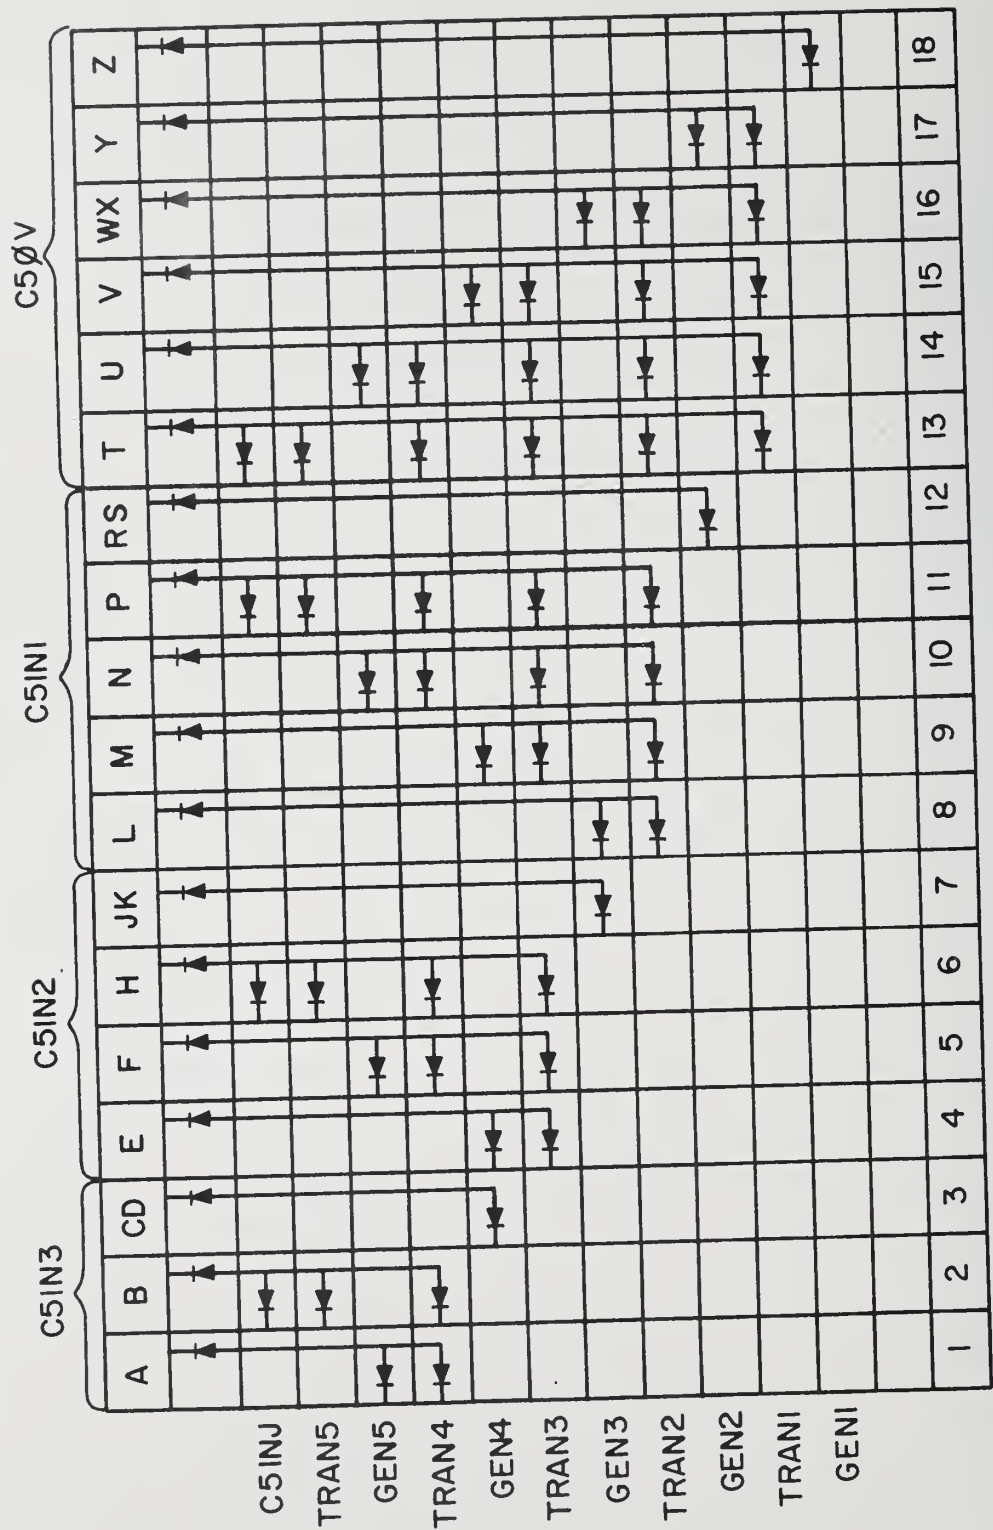 C5IN3 C5IN2 C5IN1 C5ØV
A B CD E F H JK L M N P RS T U V WX Y Z
C5INJ
TRAN5
GEN5
TRAN4
GEN4
TRAN3
GEN3
TRAN2
GEN2
TRAN1
GEN1
1 2 3 4 5 6 7 8 9 10 11 12 13 14 15 16 17 18